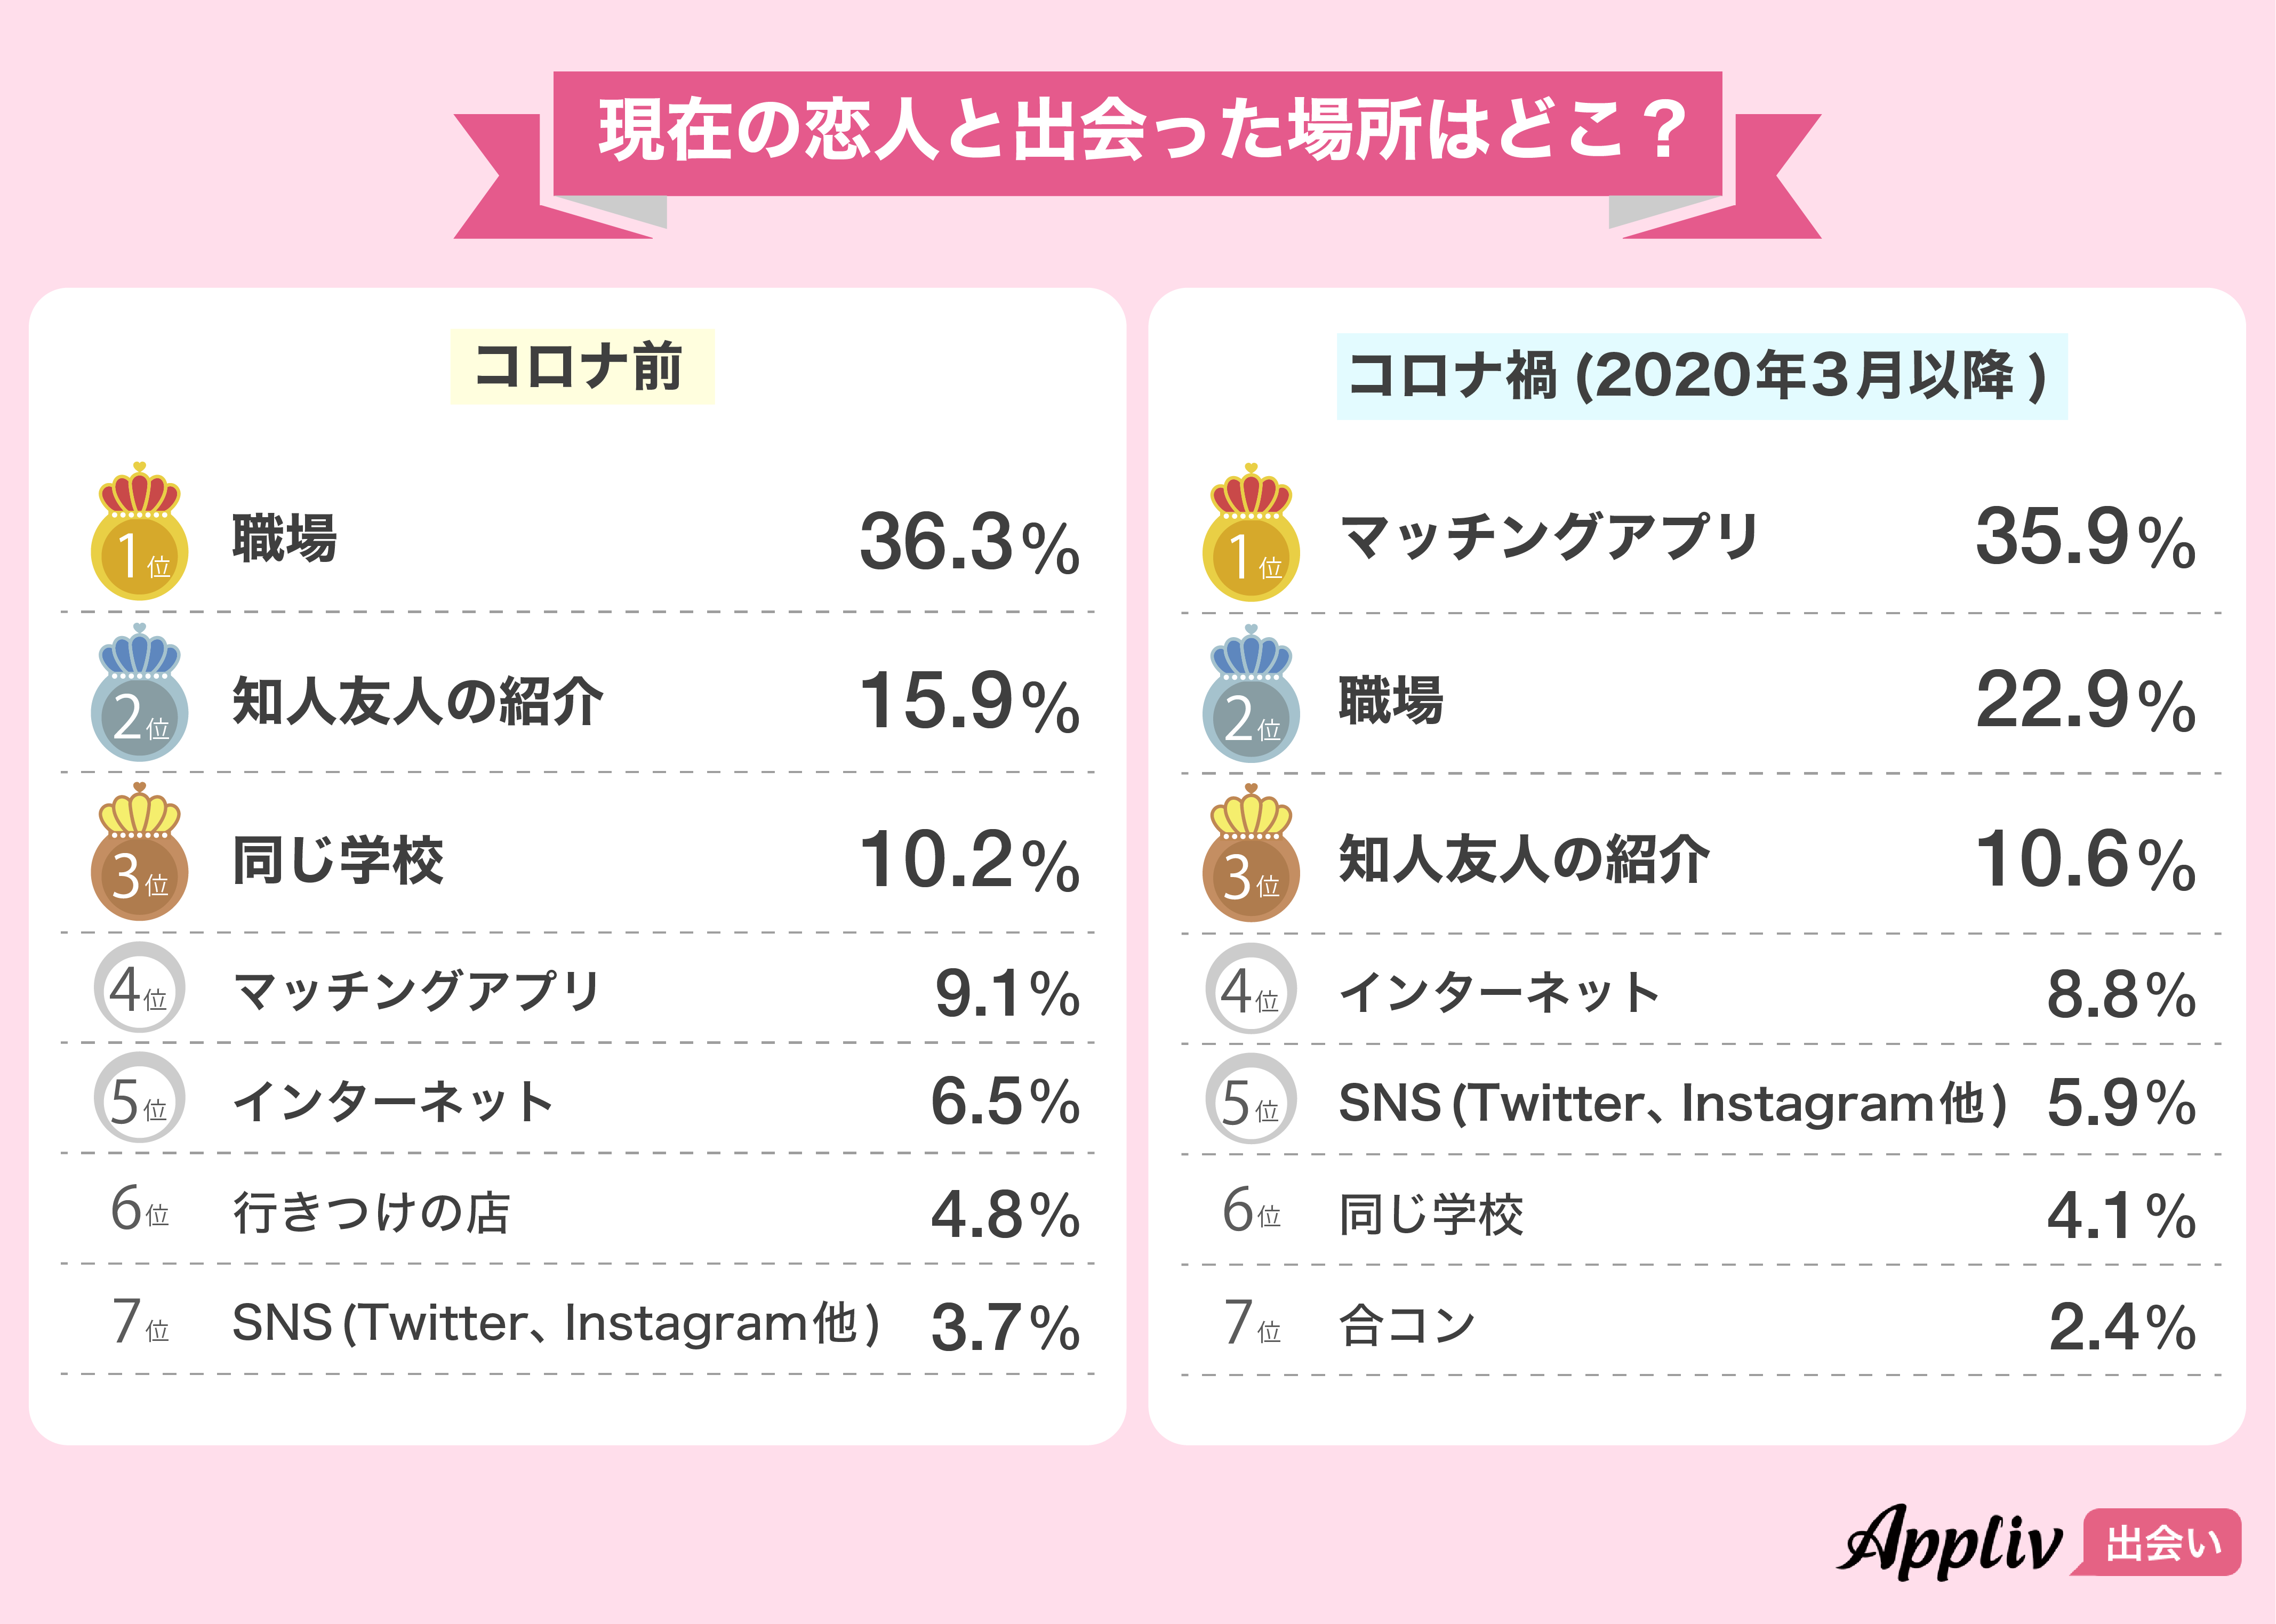 現在の恋人と出会った場所はどこ？
コロナ前
1位 職場 36.3%
2位 知人友人の紹介 15.9%
3位 同じ学校 10.2%
4位 マッチングアプリ 9.1%
5位 インターネット 6.5%
6位 行きつけの店 4.8%
7位 SNS(Twitter、Instagram他) 3.7%
コロナ禍(2020年3月以降)
1位 マッチングアプリ 35.9%
2位 職場 22.9%
3位 知人友人の紹介 10.6%
4位 インターネット 8.8%
5位 SNS(Twitter、Instagram他) 5.9%
6位 同じ学校 4.1%
7位 合コン 2.4%
Appliv 出会い